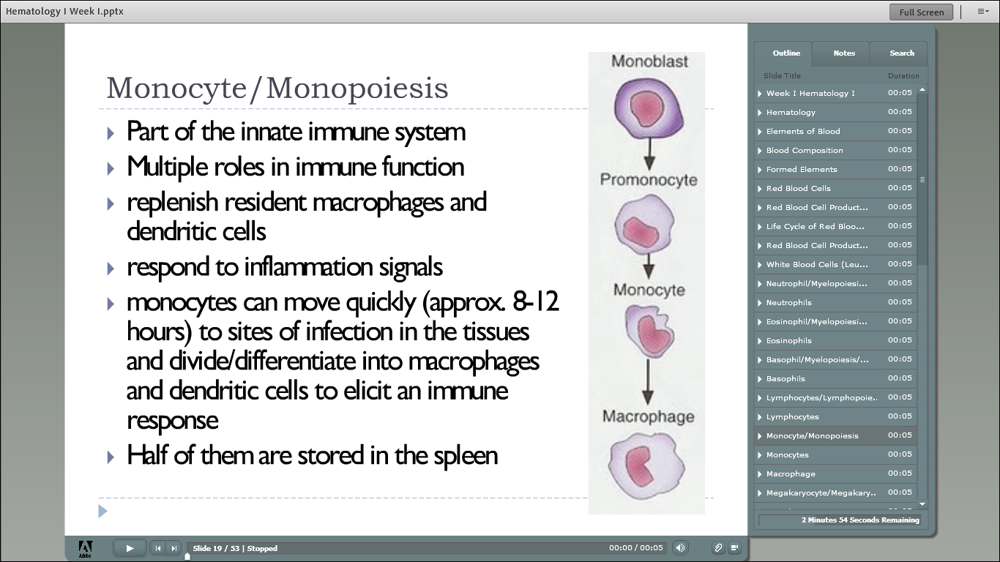 Hematology I Week I.pptx
Full Screen
Monocyte/Monopoiesis
Part of the innate immune system
Multiple roles in immune function
replenish resident macrophages and
dendritic cells
respond to inflammation signals
monocytes can move quickly (approx. 8-12
hours) to sites of infection in the tissues
and divide/differentiate into macrophages
and dendritic cells to elicit an immune
response
Half of them are stored in the spleen
Monoblast
Promonocyte
Monocyte
Macrophage
Outline Notes Search
Slide Title Duration
Week I Hematology I 00:05
Hematology 00:05
Elements of Blood 00:05
Blood Composition 00:05
Formed Elements 00:05
Red Blood Cells 00:05
Red Blood Cell Product... 00:05
Life Cycle of Red Bloo... 00:05
Red Blood Cell Product... 00:05
White Blood Cells (Leu... 00:05
Neutrophil/Myelopoiesi... 00:05
Neutrophils 00:05
Eosinophil/Myelopoiesi... 00:05
Eosinophils 00:05
Basophil/Myelopoiesis/... 00:05
Basophils 00:05
Lymphocytes/Lymphopoie.. 00:05
Lymphocytes 00:05
Monocyte/Monopoiesis 00:05
Monocytes 00:05
Macrophage 00:05
Megakaryocyte/Megakary.. 00:05
2 Minutes 54 Seconds Remaining
Adobe
Slide 19 / 53 | Stopped
00:00 / 00:05